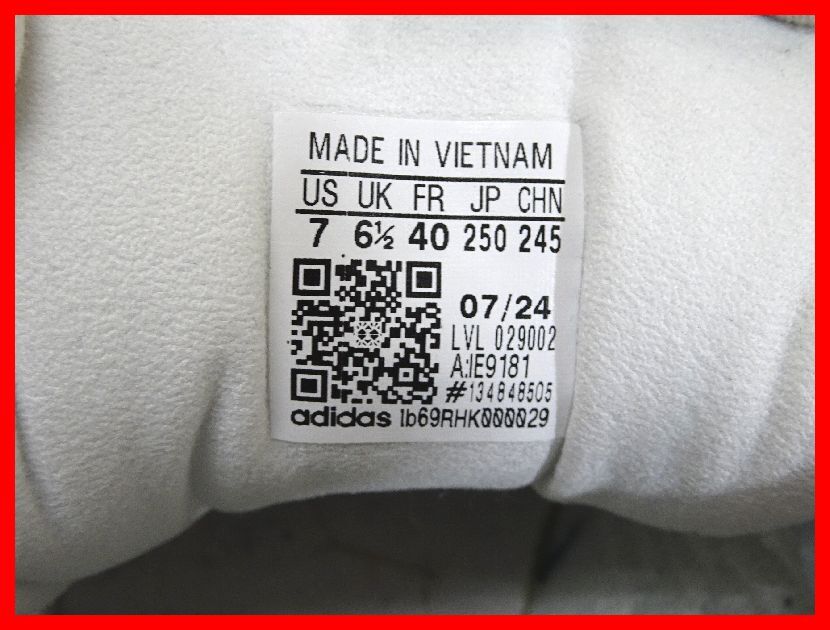 MADE IN VIETNAM
US UK FR JP CHN
7 6½ 40 250 245
07/24
LVL 029002
A:IE9181
#134848505
adidas 1b69RHK000029